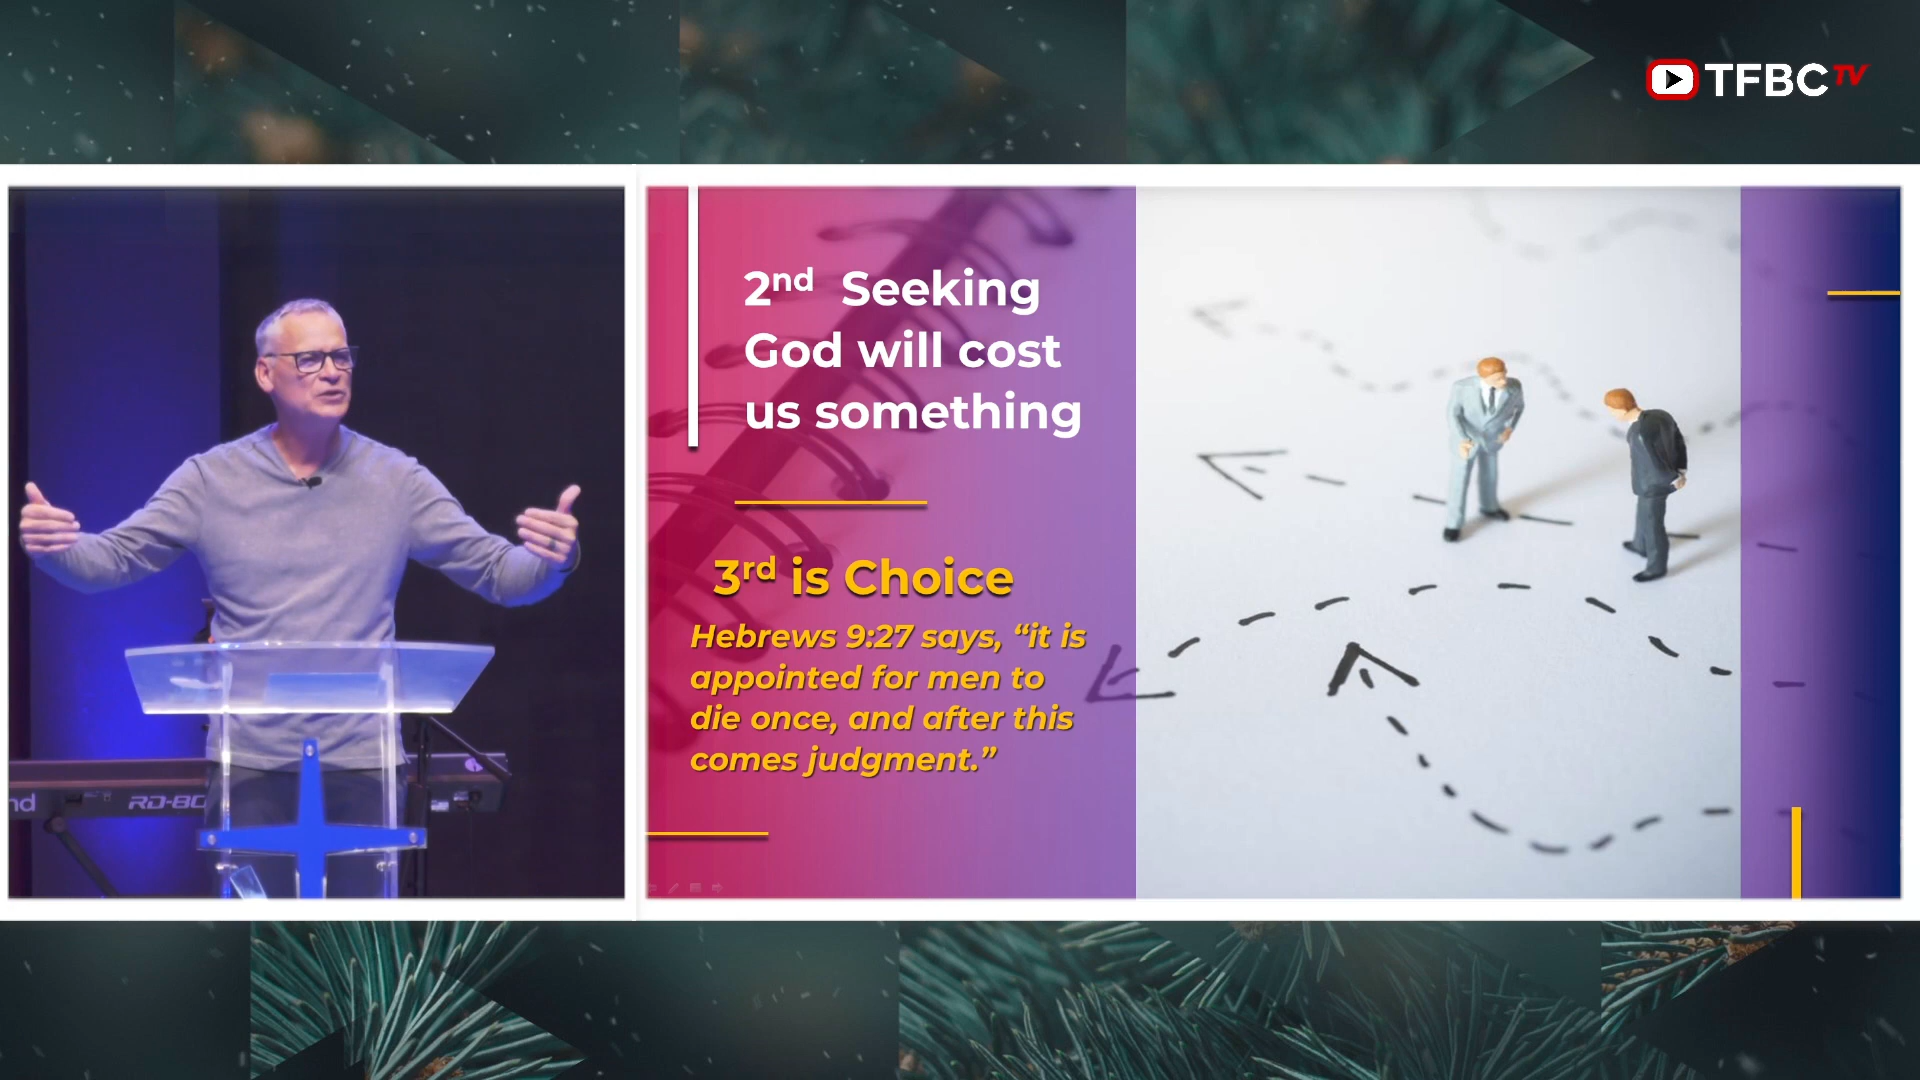 TFBC TV
2nd Seeking
God will cost
us something
3rd is Choice
Hebrews 9:27 says, “it is
appointed for men to
die once, and after this
comes judgment.”
nd
RD-80